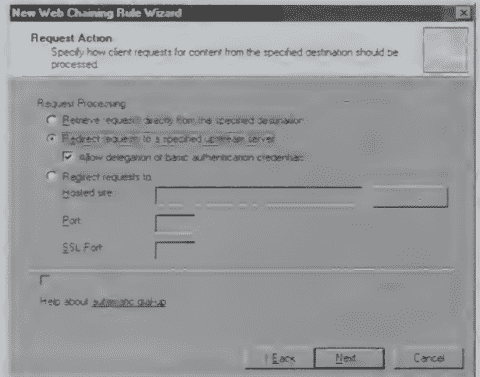 New Web Chaining Rule Wizard
Request Action
Specify how client requests for content from the specified destination should be
processed.
Request Processing
Retrieve requests directly from the specified destination
Redirect requests to a specified upstream server
Allow delegation of basic authentication credentials
Redirect requests to
Hosted site
Port
SSL Port
Help about automatic dial-up
Back
Next
Cancel